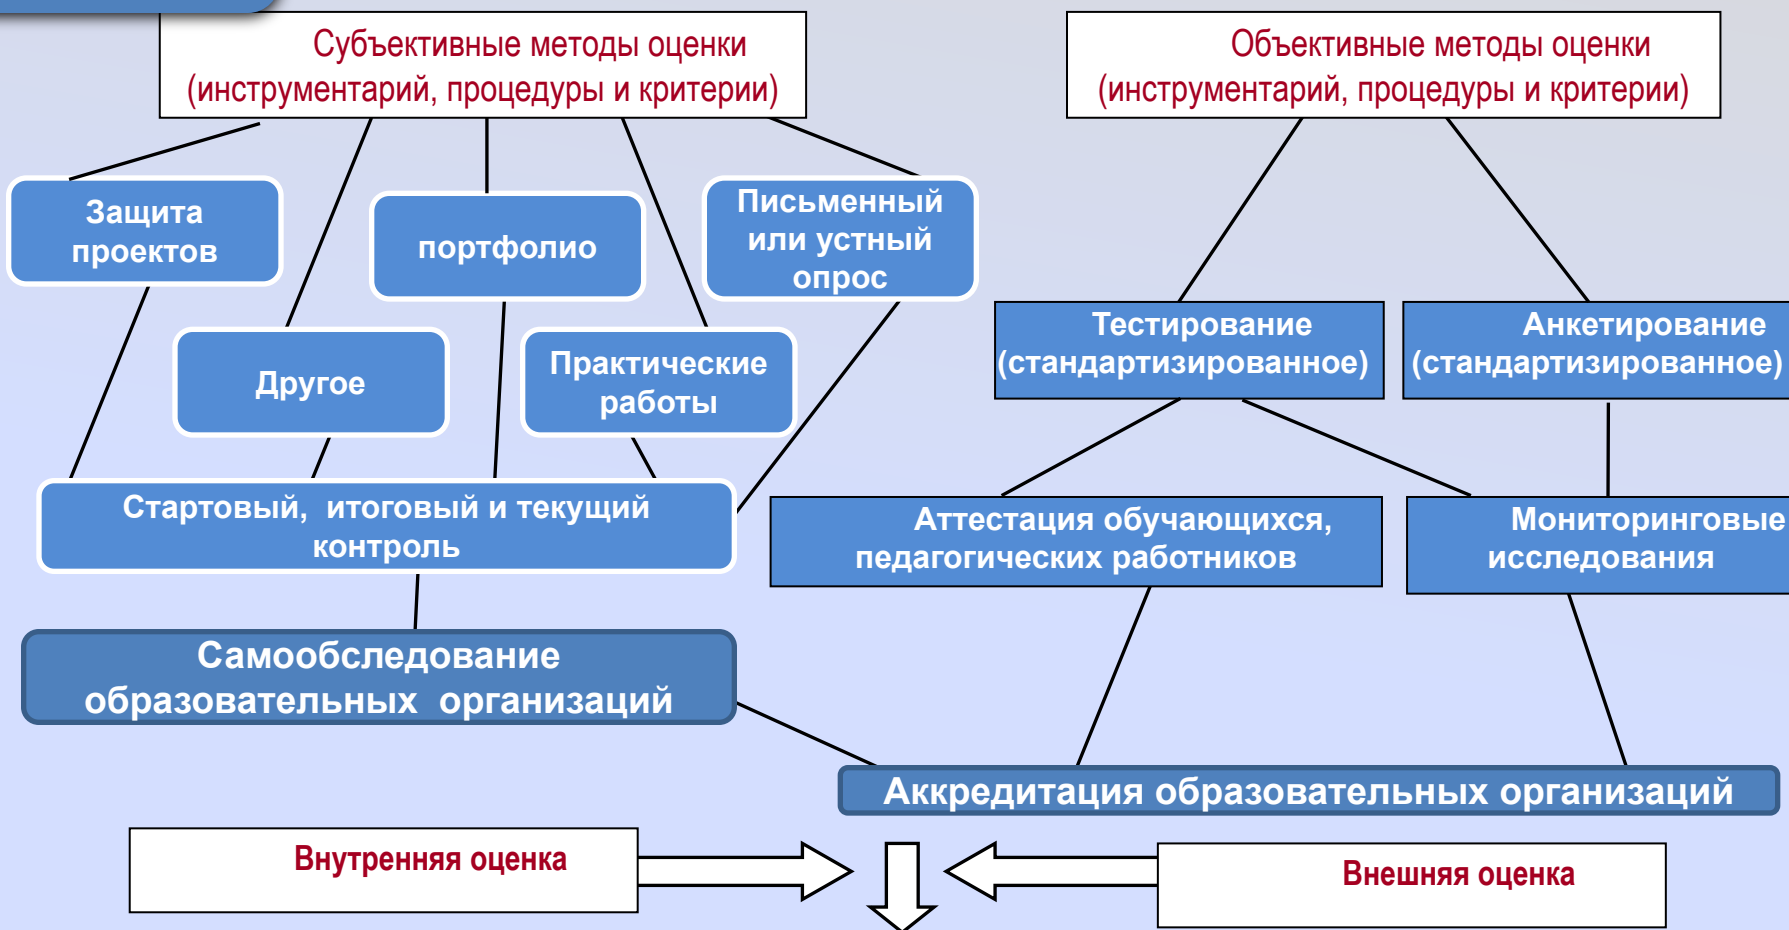 Субъективные методы оценки
(инструментарий, процедуры и критерии)
Объективные методы оценки
(инструментарий, процедуры и критерии)
Защита
проектов
портфолио
Письменный
или устный
опрос
Другое
Практические
работы
Тестирование
(стандартизированное)
Анкетирование
(стандартизированное)
Стартовый, итоговый и текущий
контроль
Аттестация обучающихся,
педагогических работников
Мониторинговые
исследования
Самообследование
образовательных организаций
Аккредитация образовательных организаций
Внутренняя оценка
Внешняя оценка